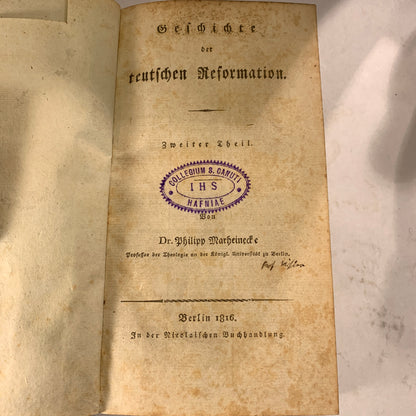 Geschichte
der
teutschen Reformation.
Zweiter Theil.
COLLEGIUM S. CANUTI
IHS
HAFNIAE
Von
Dr. Philipp Marheinecke
Professor der Theologie an der Königl. Universität zu Berlin.
Berlin 1816.
In der Nicolaischen Buchhandlung.